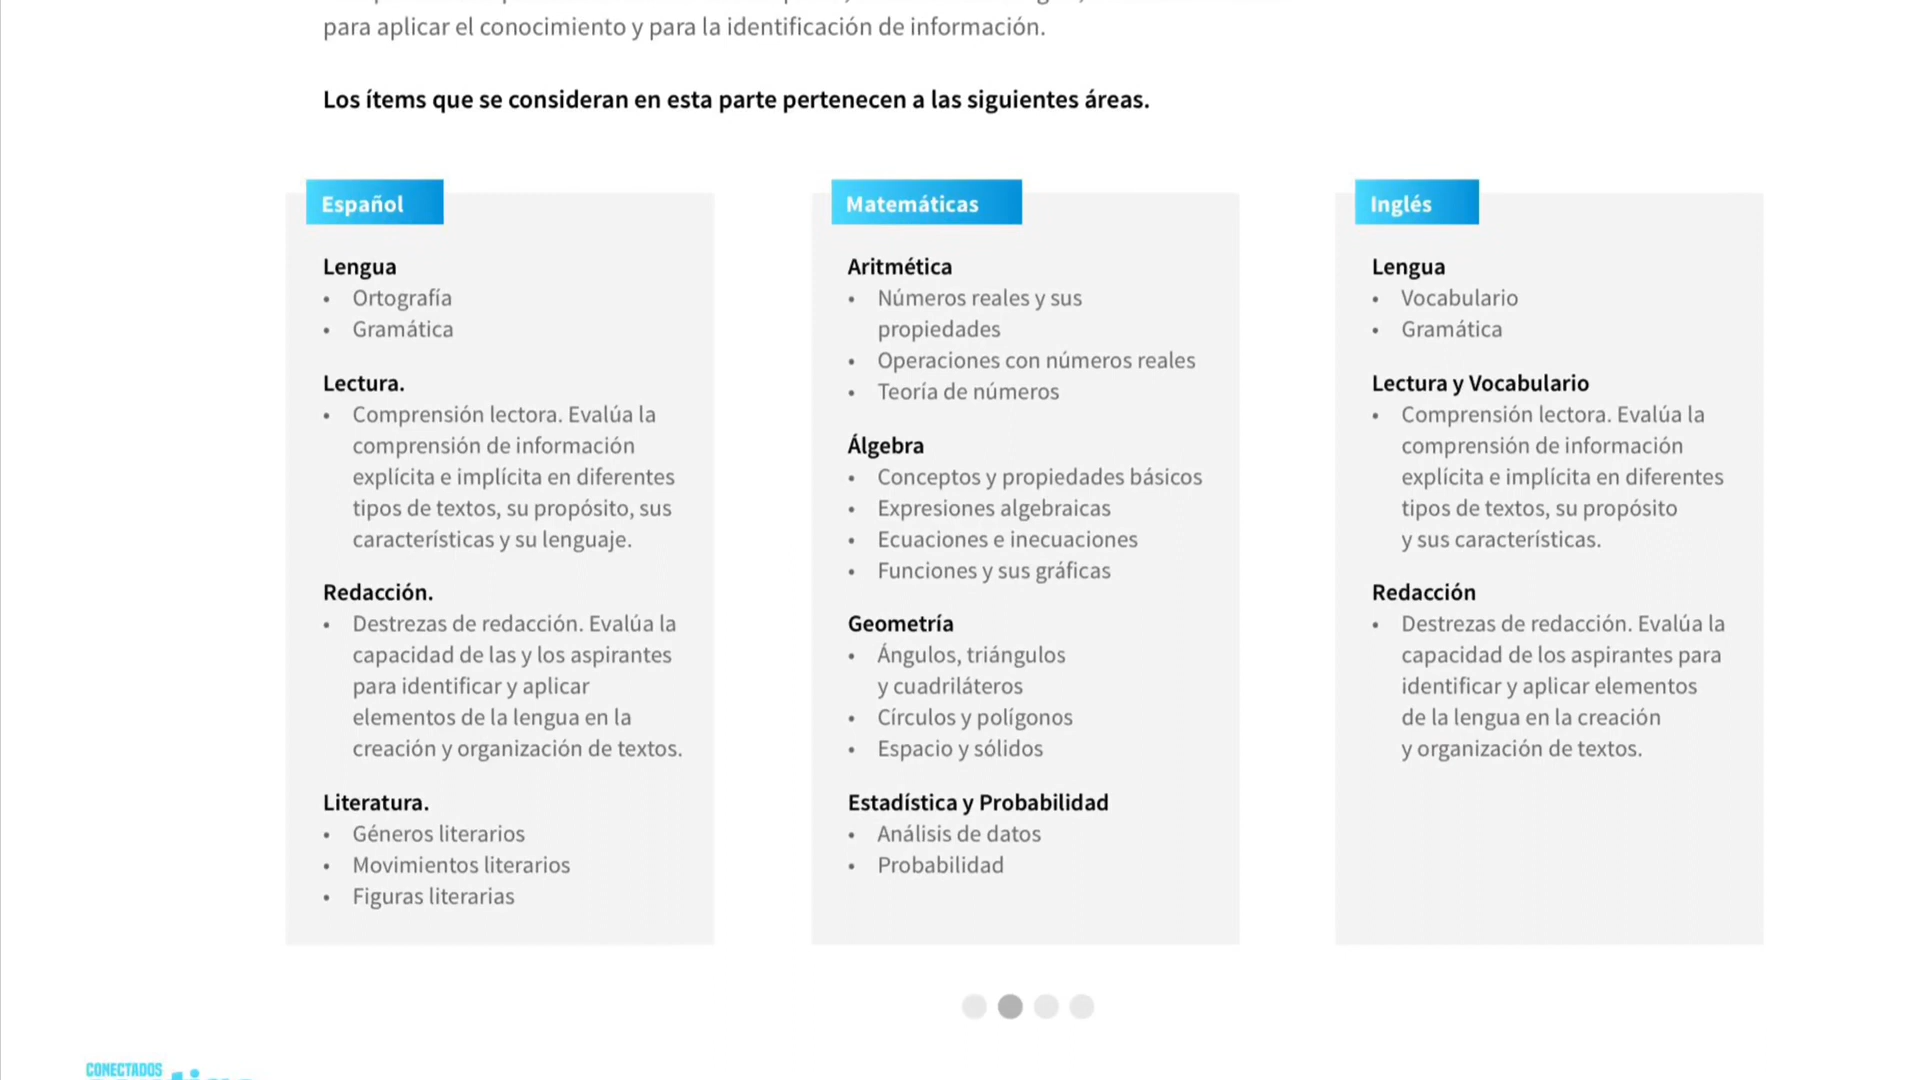 para aplicar el conocimiento y para la identificación de información.
Los ítems que se consideran en esta parte pertenecen a las siguientes áreas.
Español
Lengua
• Ortografía
• Gramática
Lectura.
• Comprensión lectora. Evalúa la
comprensión de información
explícita e implícita en diferentes
tipos de textos, su propósito, sus
características y su lenguaje.
Redacción.
• Destrezas de redacción. Evalúa la
capacidad de las y los aspirantes
para identificar y aplicar
elementos de la lengua en la
creación y organización de textos.
Literatura.
• Géneros literarios
• Movimientos literarios
• Figuras literarias
Matemáticas
Aritmética
• Números reales y sus
propiedades
• Operaciones con números reales
• Teoría de números
Álgebra
• Conceptos y propiedades básicos
• Expresiones algebraicas
• Ecuaciones e inecuaciones
• Funciones y sus gráficas
Geometría
• Ángulos, triángulos
y cuadriláteros
• Círculos y polígonos
• Espacio y sólidos
Estadística y Probabilidad
• Análisis de datos
• Probabilidad
Inglés
Lengua
• Vocabulario
• Gramática
Lectura y Vocabulario
• Comprensión lectora. Evalúa la
comprensión de información
explícita e implícita en diferentes
tipos de textos, su propósito
y sus características.
Redacción
• Destrezas de redacción. Evalúa la
capacidad de los aspirantes para
identificar y aplicar elementos
de la lengua en la creación
y organización de textos.
CONECTADOS